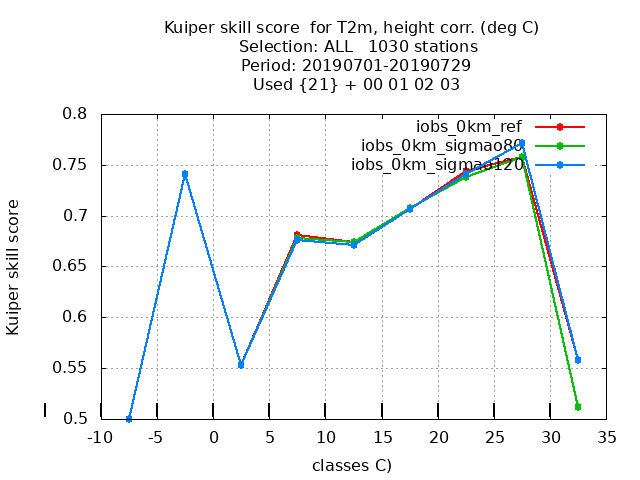 Kuiper skill score  for T2m, height corr. (deg C)
Selection: ALL   1030 stations
Period: 20190701-20190729
Used {21} + 00 01 02 03
iobs_0km_ref
iobs_0km_sigmao80
iobs_0km_sigmao120
Kuiper skill score
0.8
0.75
0.7
0.65
0.6
0.55
0.5
-10 -5 0 5 10 15 20 25 30 35
classes C)